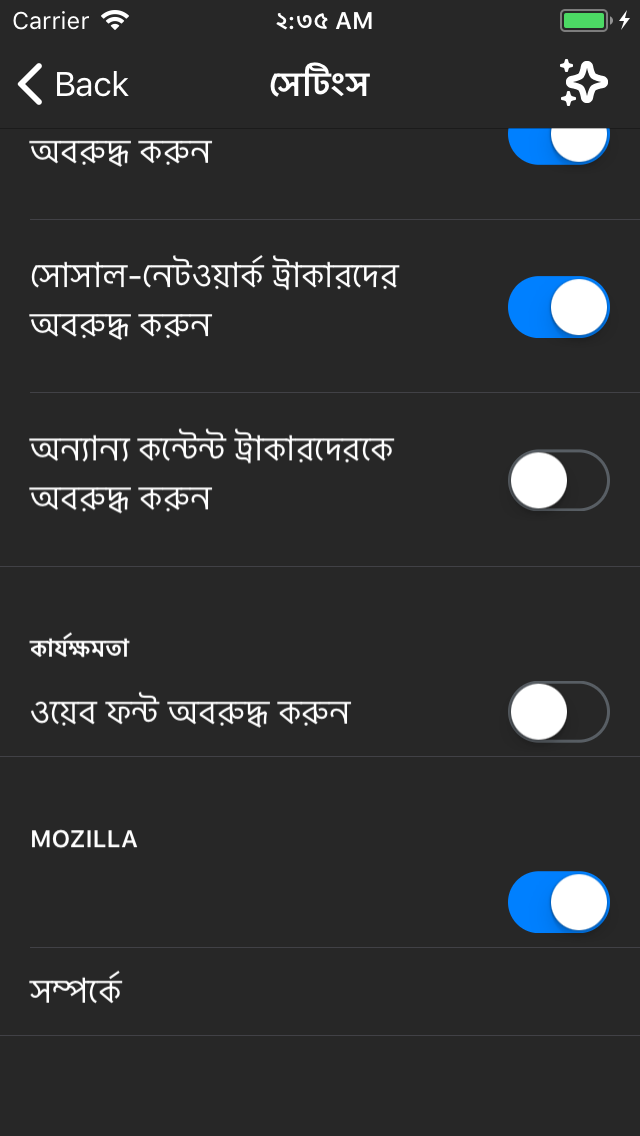 Carrier ২:৩৫ AM
Back সেটিংস
অবরুদ্ধ করুন
সোসাল-নেটওয়ার্ক ট্রাকারদের
অবরুদ্ধ করুন
অন্যান্য কন্টেন্ট ট্রাকারদেরকে
অবরুদ্ধ করুন
কার্যক্ষমতা
ওয়েব ফন্ট অবরুদ্ধ করুন
MOZILLA
সম্পর্কে